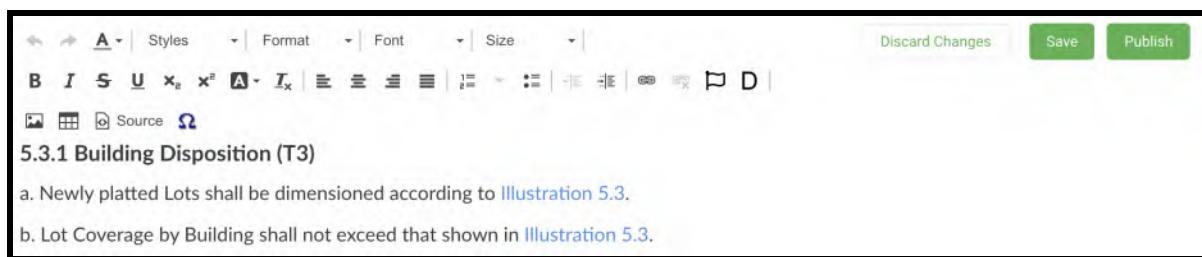 A Styles Format Font Size Discard Changes Save Publish
B I S U x₂ x² A Iₓ D
Source Ω
5.3.1 Building Disposition (T3)
a. Newly platted Lots shall be dimensioned according to Illustration 5.3.
b. Lot Coverage by Building shall not exceed that shown in Illustration 5.3.